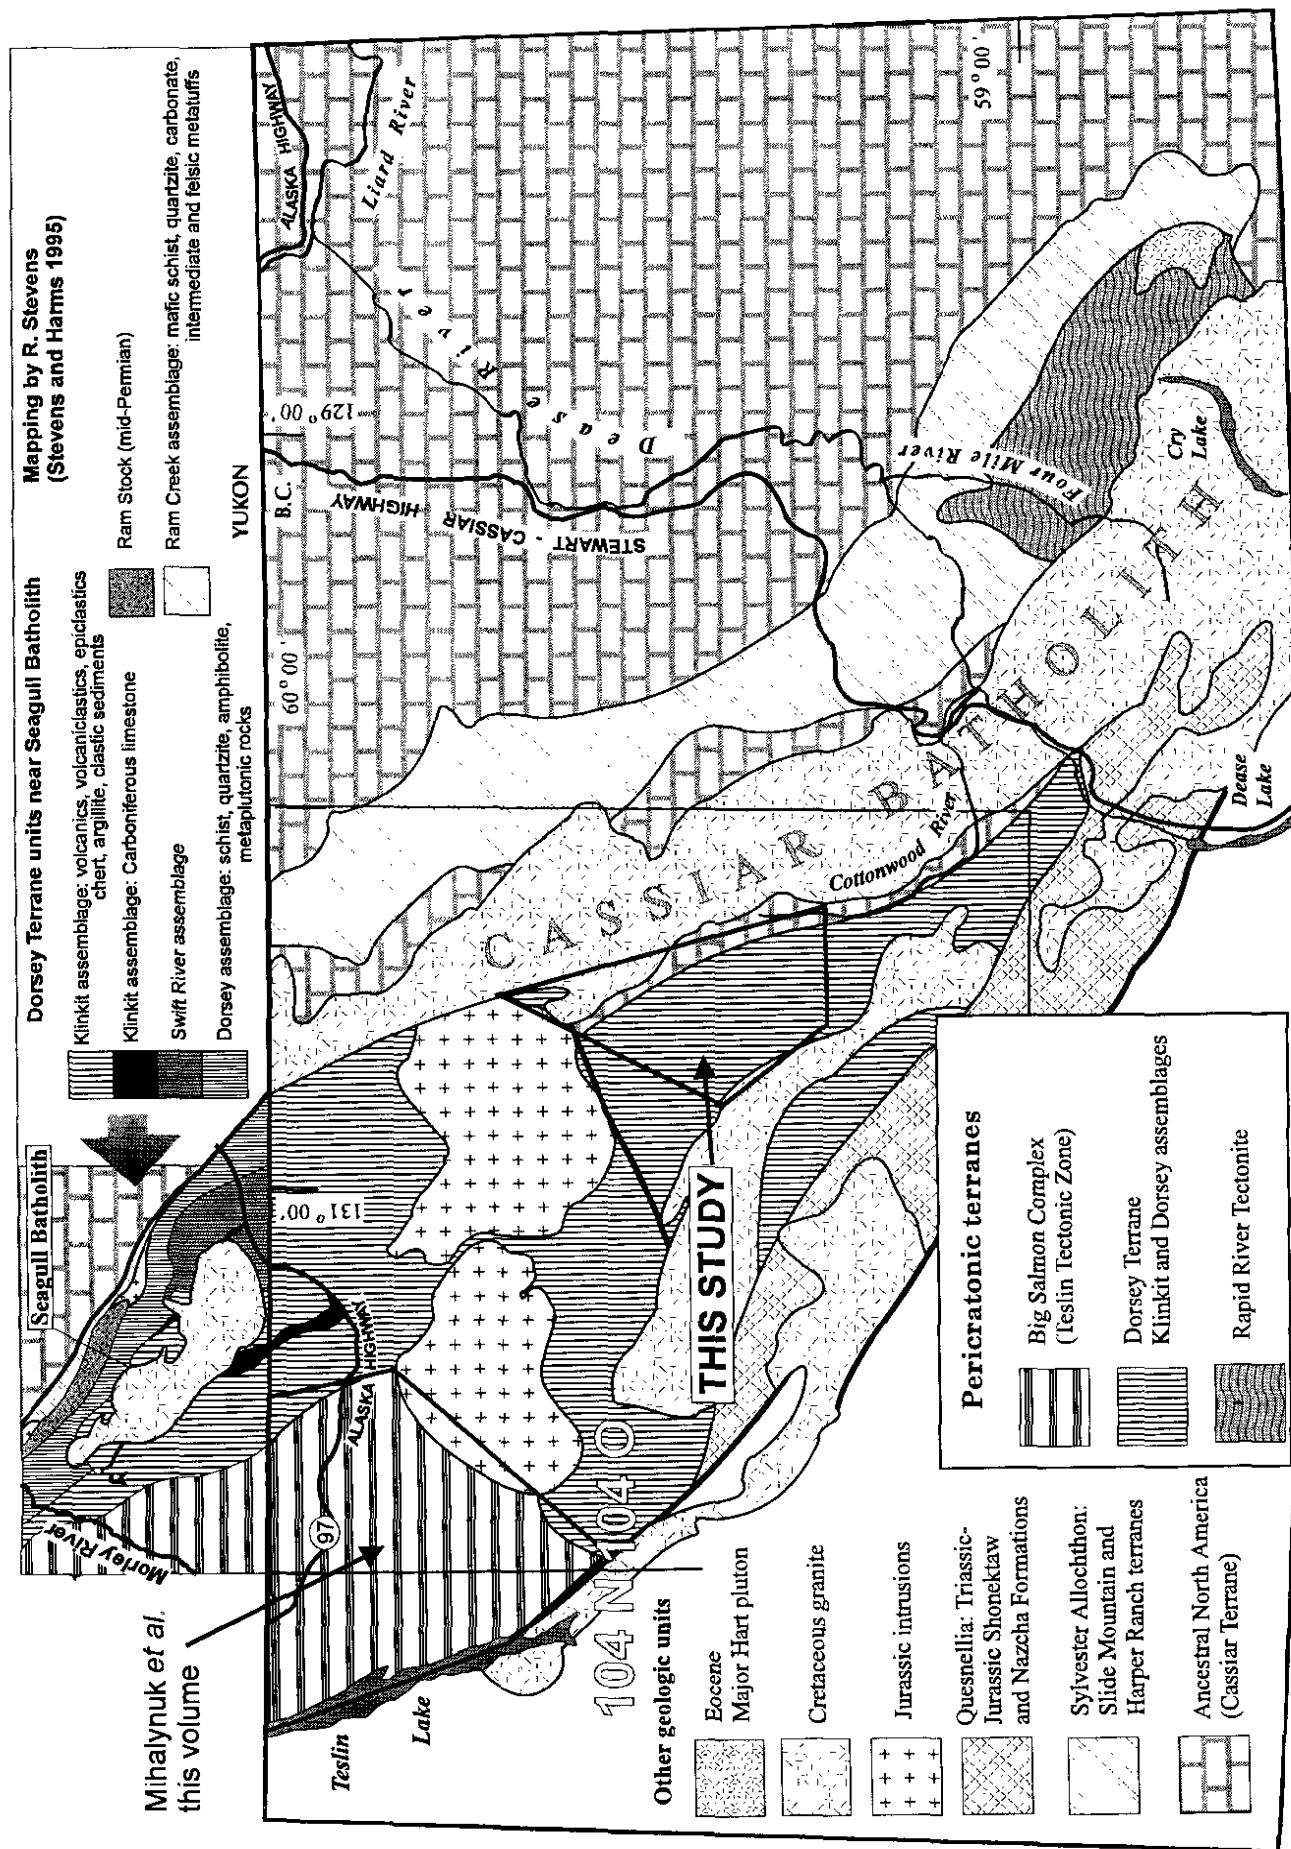 Dorsey Terrane units near Seagull Batholith
Mapping by R. Stevens
(Stevens and Harms 1995)
Klinkit assemblage: volcanics, volcaniclastics, epiclastics
chert, argillite, clastic sediments
Klinkit assemblage: Carboniferous limestone
Swift River assemblage
Dorsey assemblage: schist, quartzite, amphibolite,
metaplutonic rocks
Ram Stock (mid-Permian)
Ram Creek assemblage: mafic schist, quartzite, carbonate,
intermediate and felsic metatuffs
Mihalynuk et al.
this volume
Morley River
Seagull Batholith
YUKON
B.C.
131° 00'
60° 00'
129° 00'
59° 00'
ALASKA HIGHWAY
ALASKA HIGHWAY
97
Liard River
Dease River
STEWART - CASSIAR HIGHWAY
Teslin
Lake
104 N
104 O
CASSIAR BATHOLITH
Cottonwood River
Four Mile River
Cry
Lake
Dease
Lake
THIS STUDY
Other geologic units
Eocene
Major Hart pluton
Cretaceous granite
Jurassic intrusions
Quesnellia: Triassic-
Jurassic Shonektaw
and Nazcha Formations
Sylvester Allochthon:
Slide Mountain and
Harper Ranch terranes
Ancestral North America
(Cassiar Terrane)
Pericratonic terranes
Big Salmon Complex
(Teslin Tectonic Zone)
Dorsey Terrane
Klinkit and Dorsey assemblages
Rapid River Tectonite